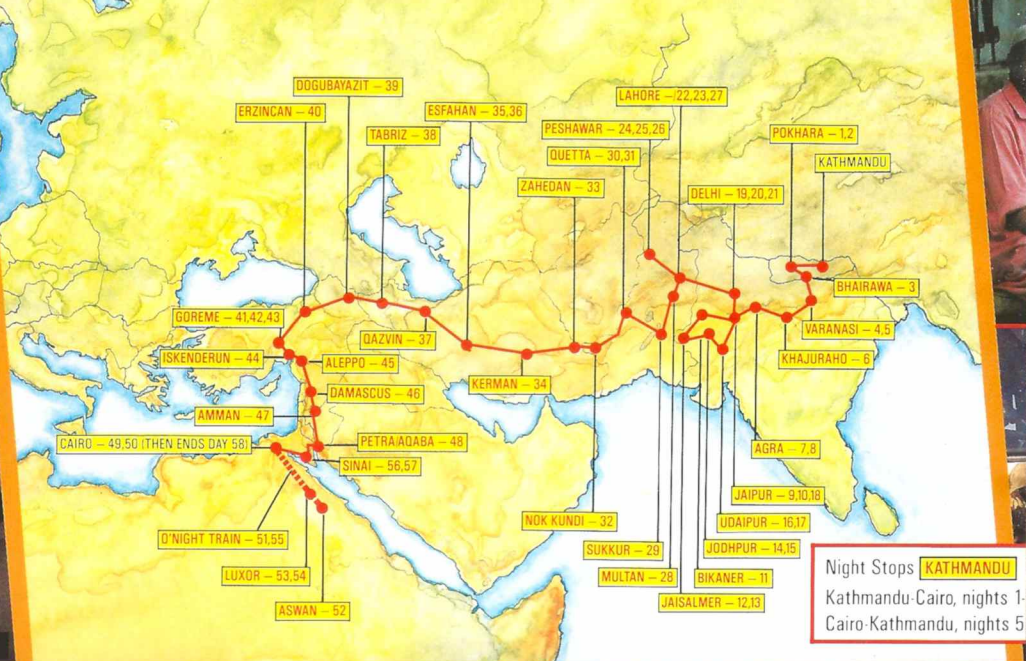 DOGUBAYAZIT – 39
ERZINCAN – 40
TABRIZ – 38
ESFAHAN – 35,36
LAHORE – 22,23,27
PESHAWAR – 24,25,26
QUETTA – 30,31
ZAHEDAN – 33
POKHARA – 1,2
KATHMANDU
DELHI – 19,20,21
BHAIRAWA – 3
GOREME – 41,42,43
VARANASI – 4,5
QAZVIN – 37
ISKENDERUN – 44
ALEPPO – 45
KHAJURAHO – 6
KERMAN – 34
DAMASCUS – 46
AMMAN – 47
CAIRO – 49,50 (THEN ENDS DAY 58)
PETRA/AQABA – 48
AGRA – 7,8
SINAI – 56,57
JAIPUR – 9,10,18
NOK KUNDI – 32
UDAIPUR – 16,17
O'NIGHT TRAIN – 51,55
SUKKUR – 29
JODHPUR – 14,15
LUXOR – 53,54
MULTAN – 28
BIKANER – 11
ASWAN – 52
JAISALMER – 12,13
Night Stops KATHMANDU
Kathmandu-Cairo, nights 1-
Cairo-Kathmandu, nights 5